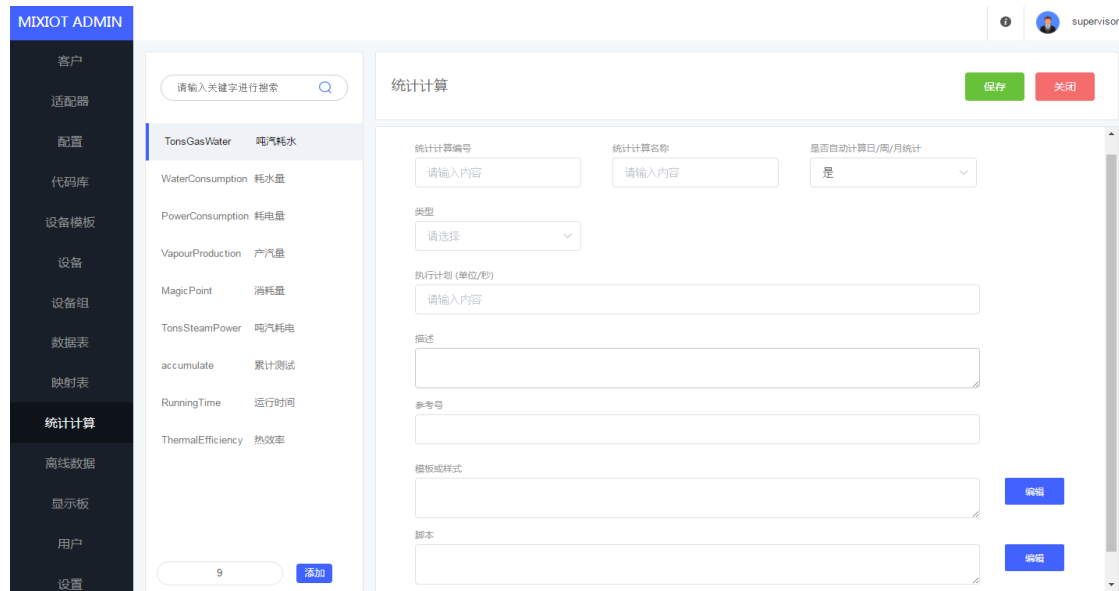 MIXIOT ADMIN
supervisor
客户
适配器
配置
代码库
设备模板
设备
设备组
数据表
映射表
统计计算
离线数据
显示板
用户
设置
请输入关键字进行搜索
TonsGasWater 吨汽耗水
WaterConsumption 耗水量
PowerConsumption 耗电量
VapourProduction 产汽量
MagicPoint 消耗量
TonsSteamPower 吨汽耗电
accumulate 累计测试
RunningTime 运行时间
ThermalEfficiency 热效率
9 添加
统计计算 保存 关闭
统计计算编号 统计计算名称 是否自动计算日/周/月统计
请输入内容 请输入内容 是
类型
请选择
执行计划 (单位/秒)
请输入内容
描述
参考号
模板或样式
编辑
脚本
编辑